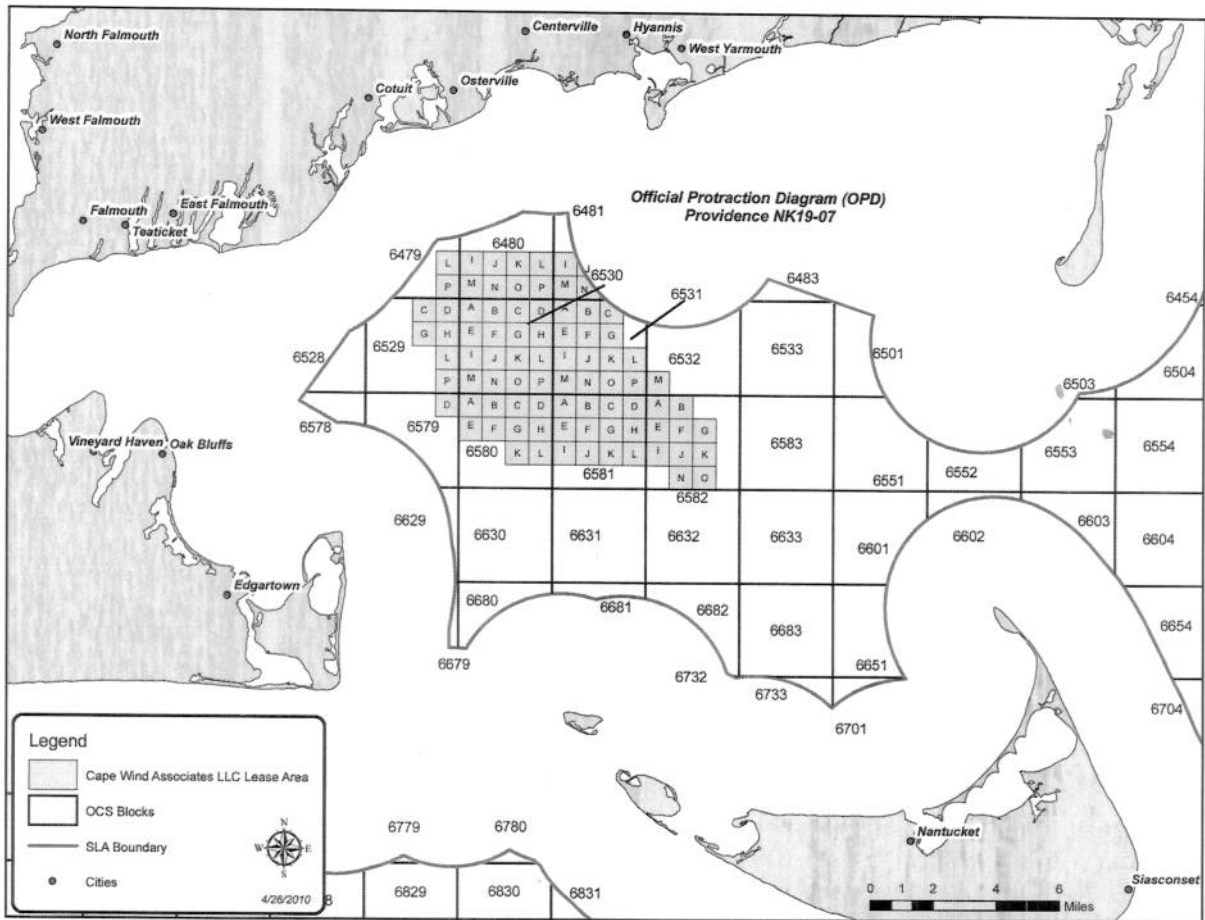 North Falmouth
Centerville
Hyannis
West Yarmouth
Cotuit
Osterville
West Falmouth
Falmouth
East Falmouth
Teaticket
Official Protraction Diagram (OPD)
Providence NK19-07
6481
6480
6479
6530
6483
6531
6454
L I J K L I J
P M N O P M N
C D A B C D A B C
G H E F G H E F G
L I J K L I J K L
P M N O P M N O P M
D A B C D A B C D A B
E F G H E F G H E F G
K L I J K L I J K
N O
6528
6529
6532
6533
6501
6503
6504
6578
6579
6580
6581
6582
6583
6551
6552
6553
6554
Vineyard Haven
Oak Bluffs
6629
6630
6631
6632
6633
6601
6602
6603
6604
Edgartown
6680
6681
6682
6683
6651
6654
6679
6732
6733
6701
6704
Legend
Cape Wind Associates LLC Lease Area
OCS Blocks
SLA Boundary
Cities
N
W E
S
4/26/2010
6779
6780
8
6829
6830
6831
Nantucket
Siasconset
0 1 2 4 6
Miles